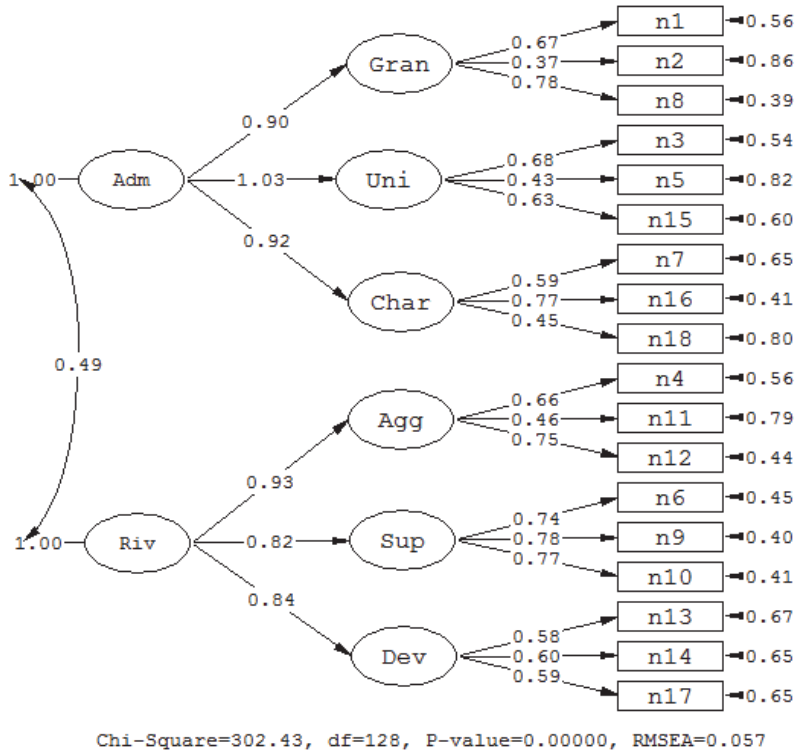 n1 0.56
0.67
Gran 0.37 n2 0.86
0.78
n8 0.39
0.90
n3 0.54
0.68
1.00 Adm 1.03 Uni 0.43 n5 0.82
0.63
n15 0.60
0.92
n7 0.65
0.59
Char 0.77 n16 0.41
0.45
n18 0.80
0.49
n4 0.56
0.66
Agg 0.46 n11 0.79
0.75
n12 0.44
0.93
n6 0.45
0.74
1.00 Riv 0.82 Sup 0.78 n9 0.40
0.77
n10 0.41
0.84
n13 0.67
0.58
Dev 0.60 n14 0.65
0.59
n17 0.65
Chi-Square=302.43, df=128, P-value=0.00000, RMSEA=0.057